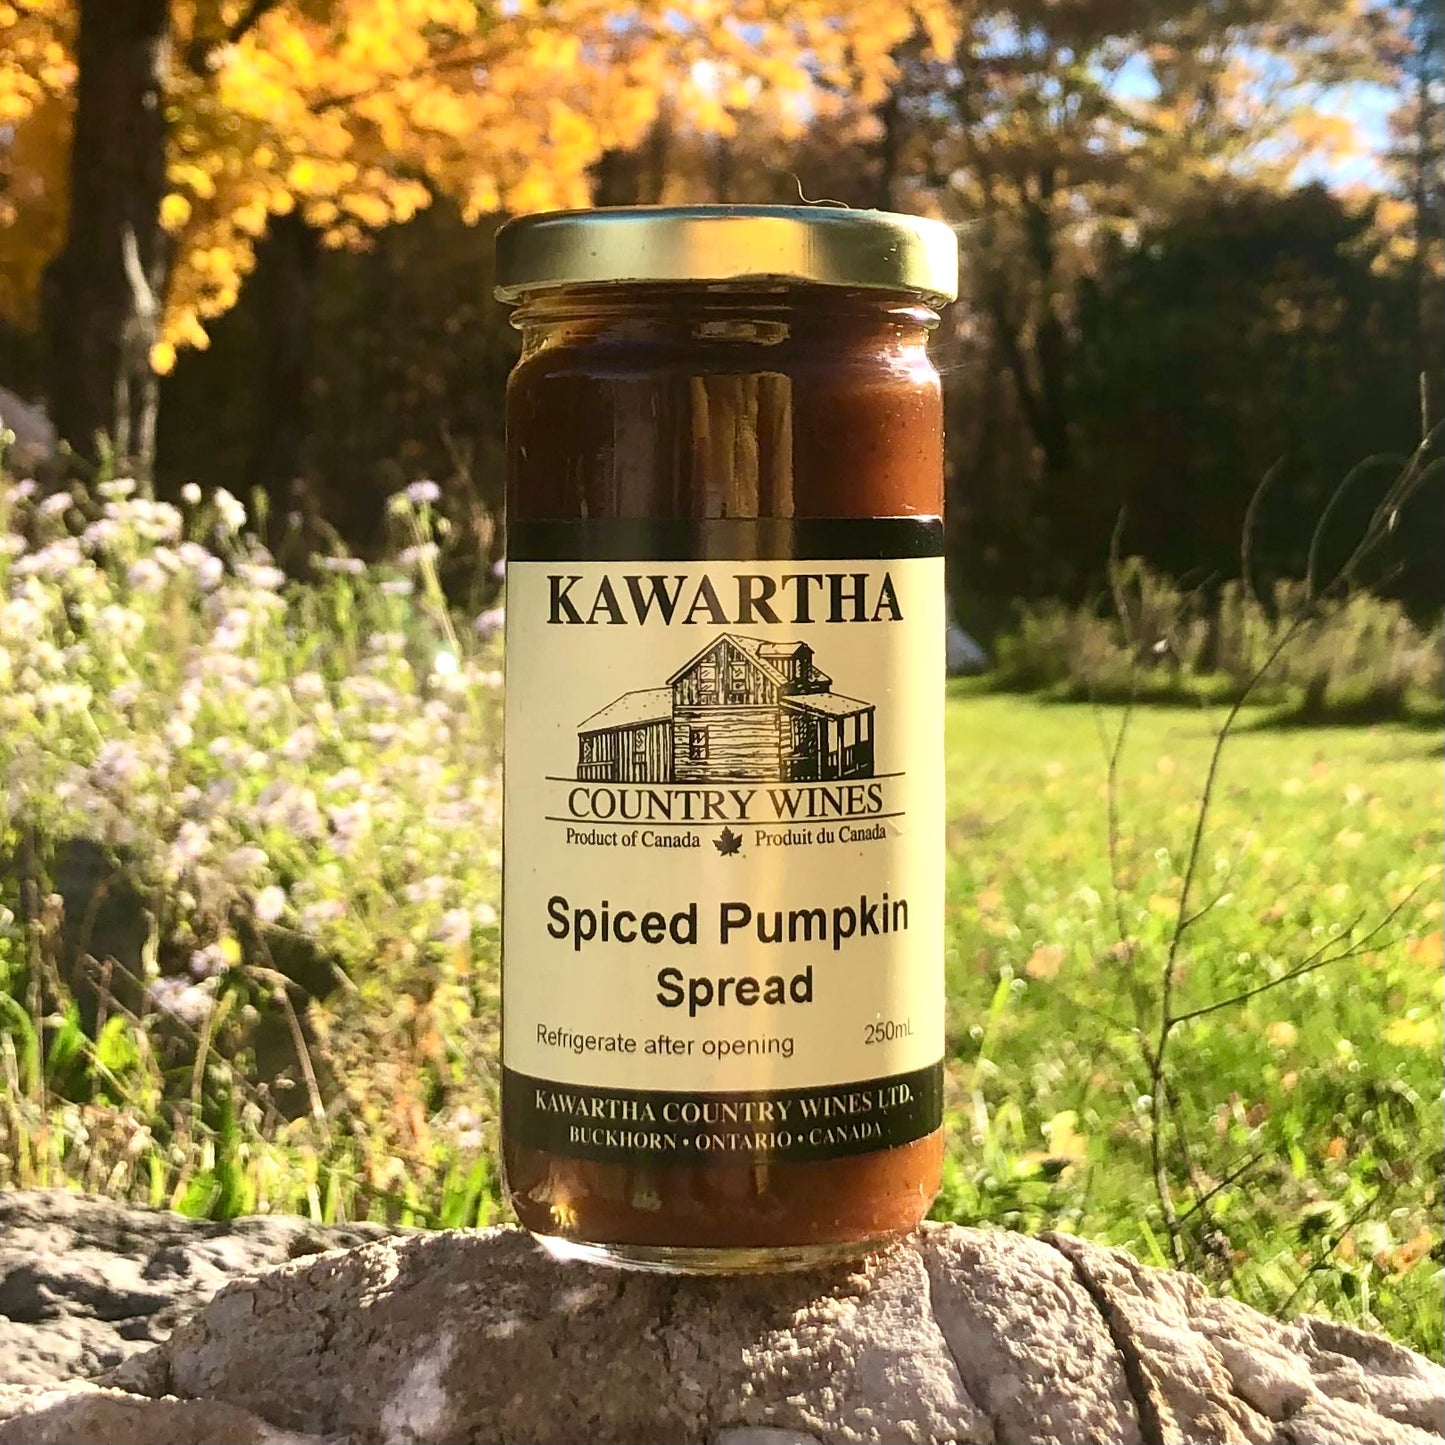 KAWARTHA
COUNTRY WINES
Product of Canada Produit du Canada
Spiced Pumpkin
Spread
Refrigerate after opening 250mL
KAWARTHA COUNTRY WINES LTD.
BUCKHORN • ONTARIO • CANADA